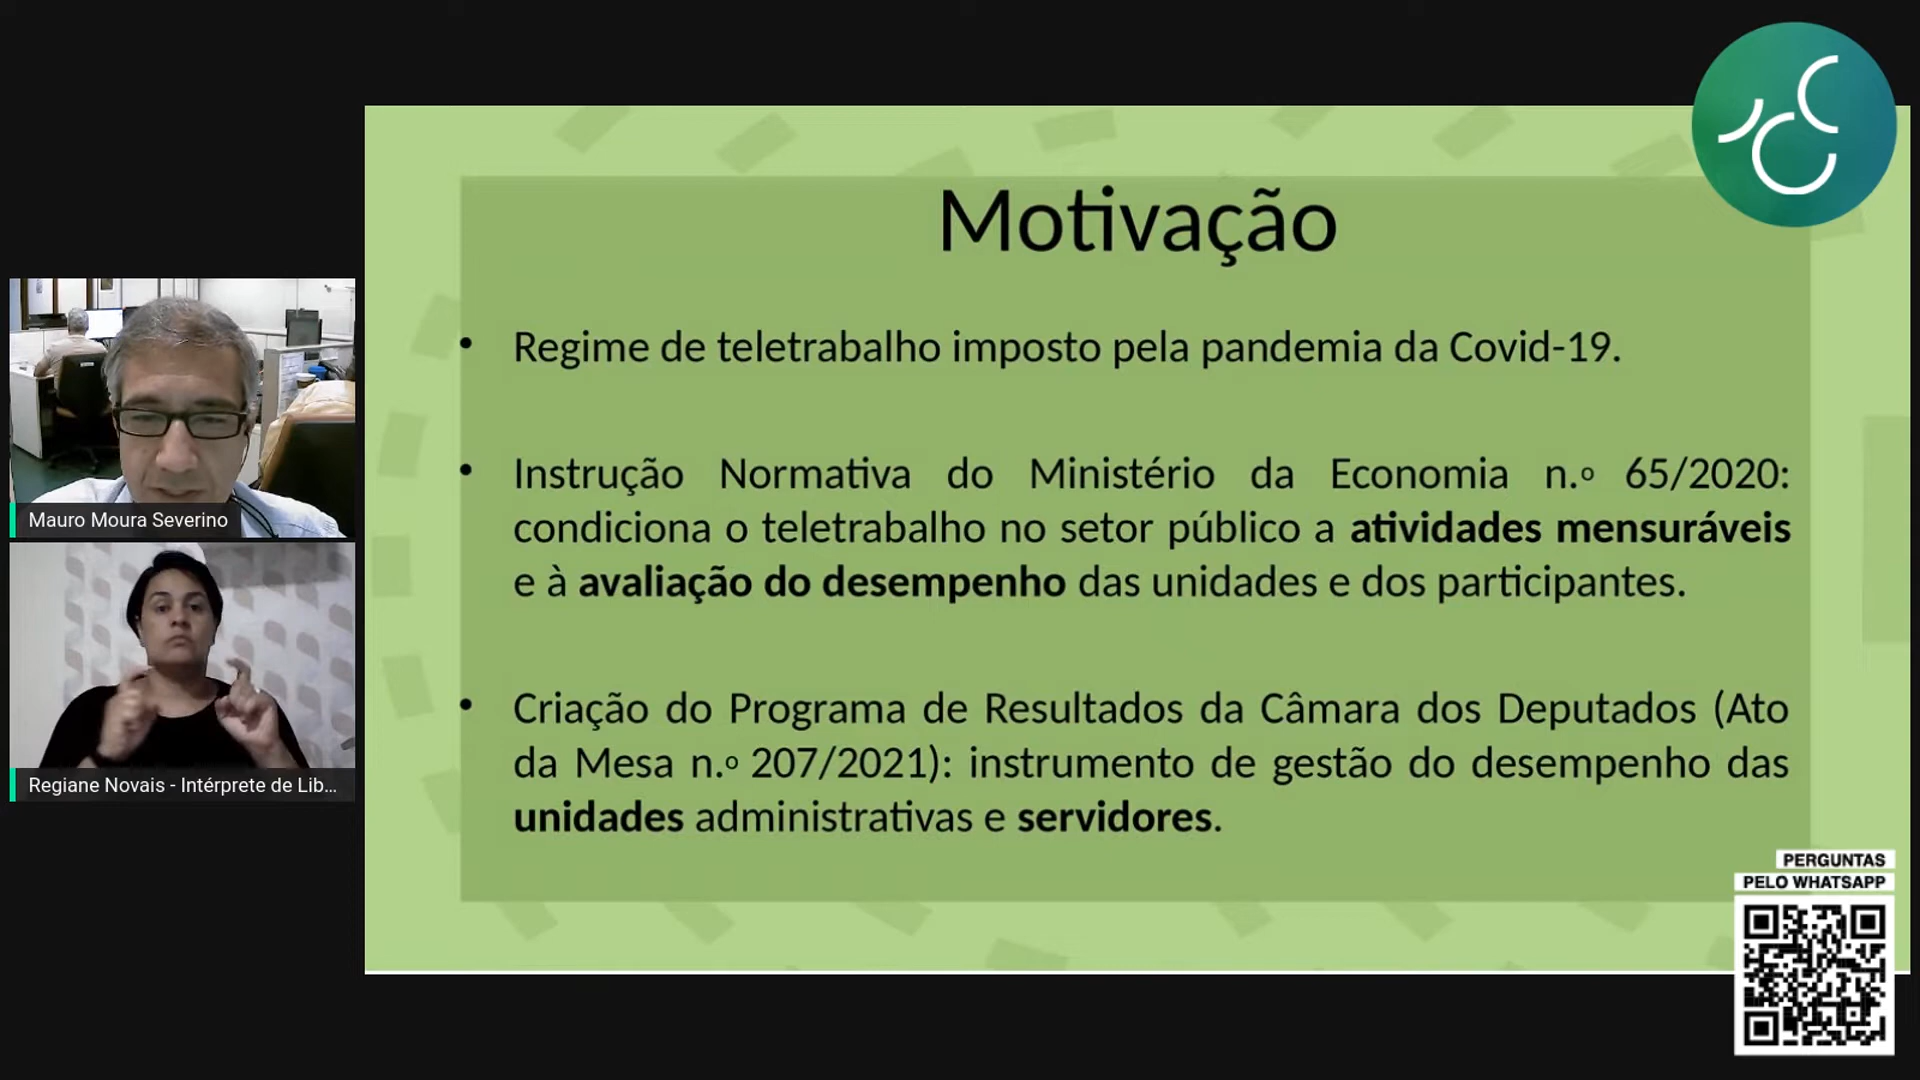 Motivação
• Regime de teletrabalho imposto pela pandemia da Covid-19.
• Instrução Normativa do Ministério da Economia n.º 65/2020:
condiciona o teletrabalho no setor público a atividades mensuráveis
e à avaliação do desempenho das unidades e dos participantes.
• Criação do Programa de Resultados da Câmara dos Deputados (Ato
da Mesa n.º 207/2021): instrumento de gestão do desempenho das
unidades administrativas e servidores.
Mauro Moura Severino
Regiane Novais - Intérprete de Lib...
PERGUNTAS
PELO WHATSAPP